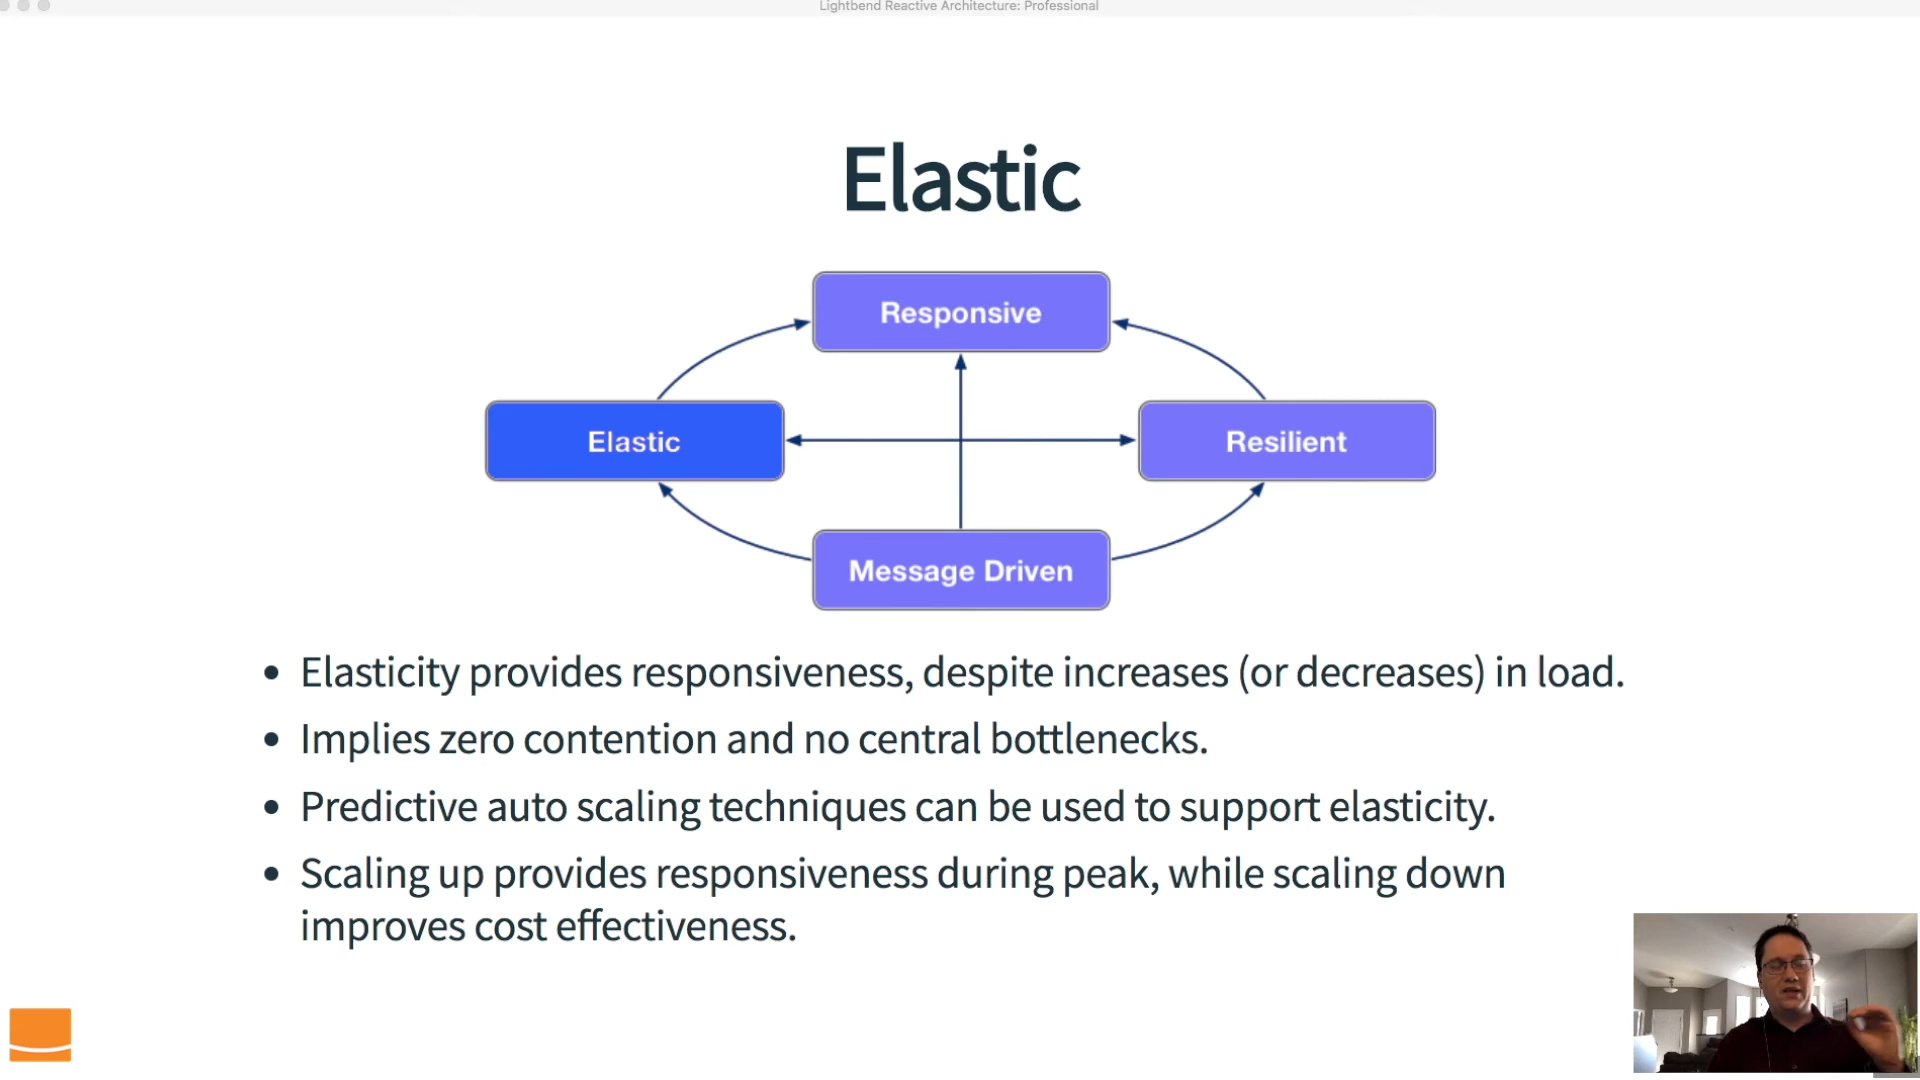 Lightbend Reactive Architecture: Professional
Elastic
Responsive
Elastic
Resilient
Message Driven
• Elasticity provides responsiveness, despite increases (or decreases) in load.
• Implies zero contention and no central bottlenecks.
• Predictive auto scaling techniques can be used to support elasticity.
• Scaling up provides responsiveness during peak, while scaling down
improves cost effectiveness.